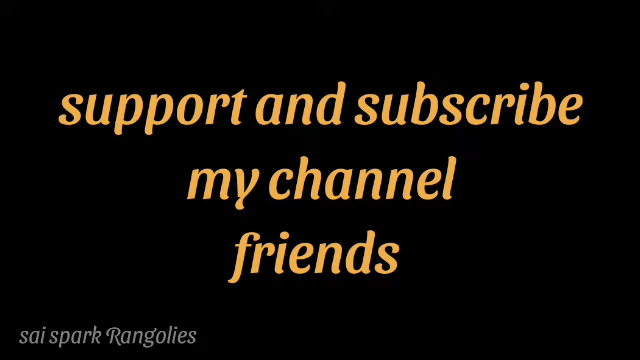 support and subscribe
my channel
friends
sai spark Rangolies